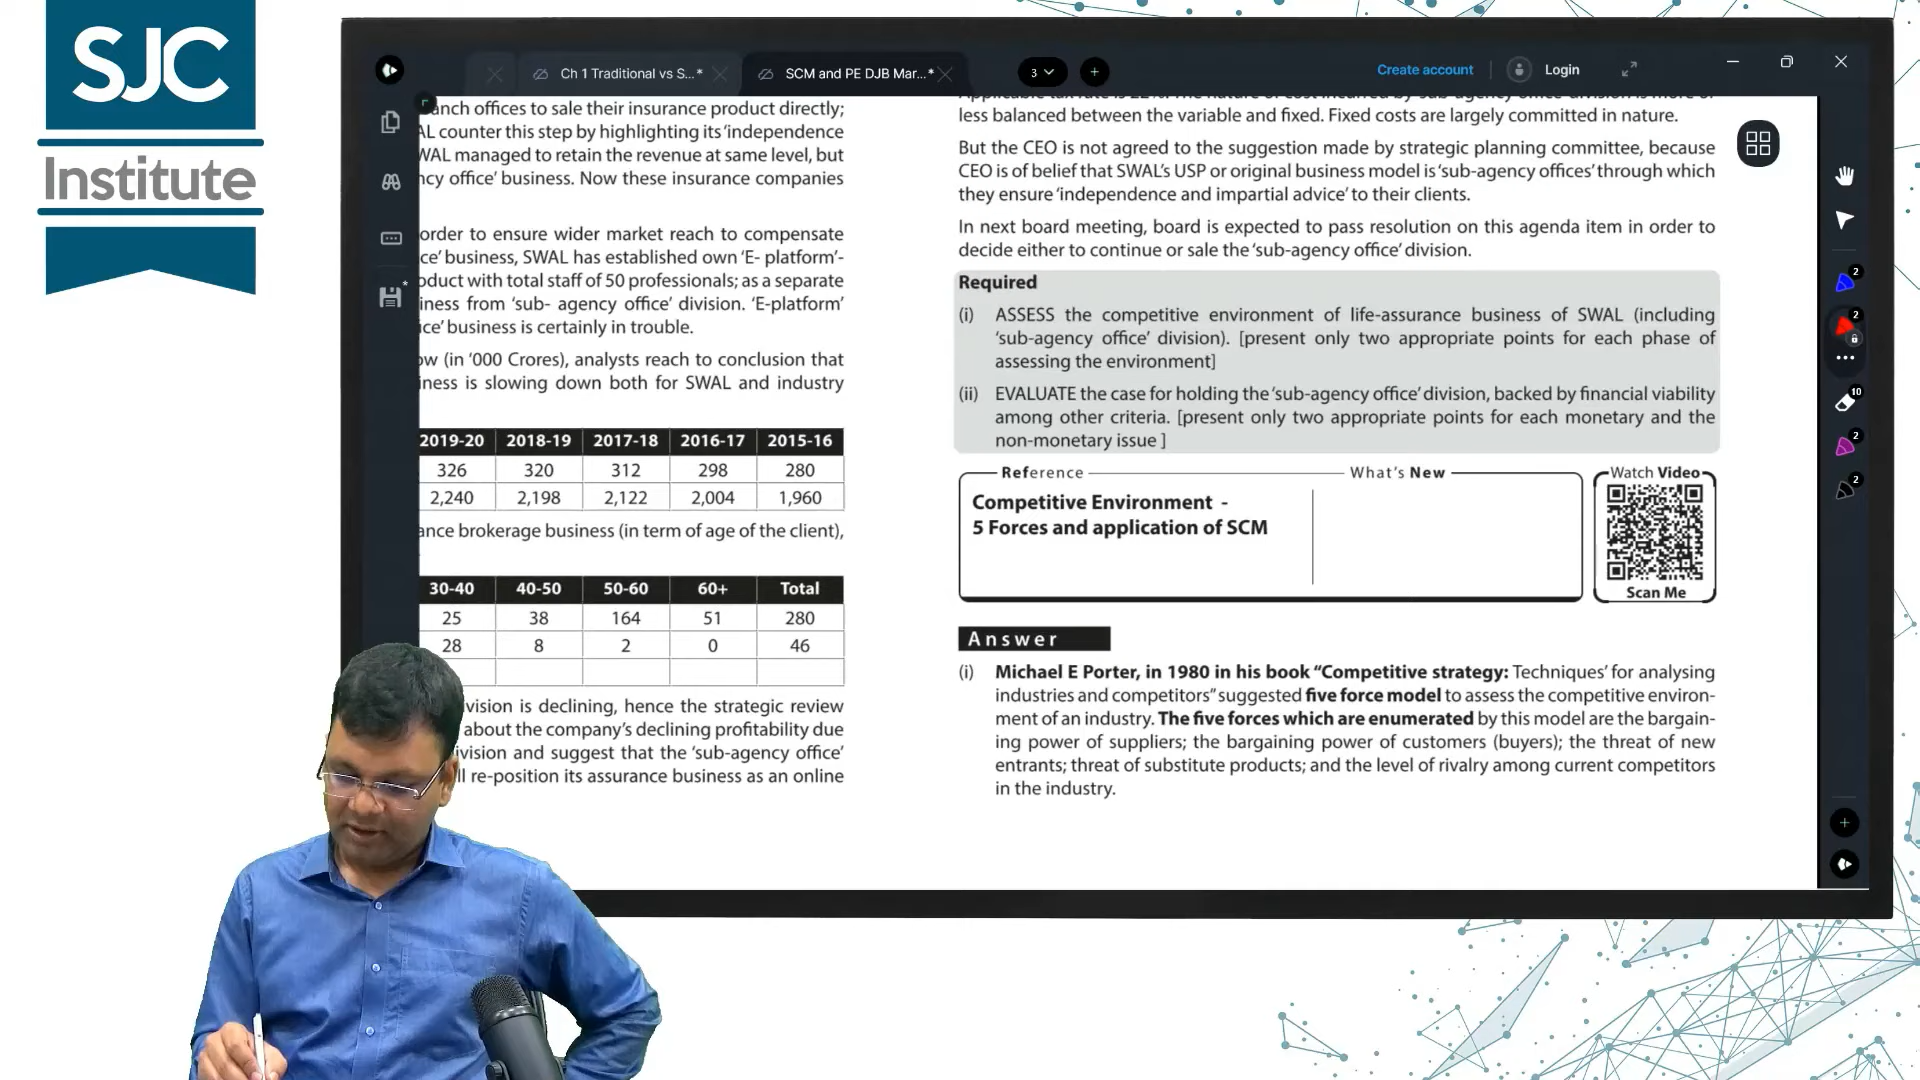 SJC
Institute
Ch 1 Traditional vs S...*
SCM and PE DJB Mar...*
3
Create account
Login
anch offices to sale their insurance product directly;
AL counter this step by highlighting its 'independence
WAL managed to retain the revenue at same level, but
ncy office' business. Now these insurance companies
order to ensure wider market reach to compensate
ce' business, SWAL has established own 'E- platform'-
oduct with total staff of 50 professionals; as a separate
iness from 'sub- agency office' division. 'E-platform'
ice' business is certainly in trouble.
ow (in '000 Crores), analysts reach to conclusion that
iness is slowing down both for SWAL and industry
2019-20 2018-19 2017-18 2016-17 2015-16
326 320 312 298 280
2,240 2,198 2,122 2,004 1,960
ance brokerage business (in term of age of the client),
30-40 40-50 50-60 60+ Total
25 38 164 51 280
28 8 2 0 46
ivision is declining, hence the strategic review
about the company's declining profitability due
ivision and suggest that the 'sub-agency office'
ll re-position its assurance business as an online
less balanced between the variable and fixed. Fixed costs are largely committed in nature.
But the CEO is not agreed to the suggestion made by strategic planning committee, because
CEO is of belief that SWAL's USP or original business model is 'sub-agency offices' through which
they ensure 'independence and impartial advice' to their clients.
In next board meeting, board is expected to pass resolution on this agenda item in order to
decide either to continue or sale the 'sub-agency office' division.
Required
(i) ASSESS the competitive environment of life-assurance business of SWAL (including
'sub-agency office' division). [present only two appropriate points for each phase of
assessing the environment]
(ii) EVALUATE the case for holding the 'sub-agency office' division, backed by financial viability
among other criteria. [present only two appropriate points for each monetary and the
non-monetary issue ]
Reference What's New
Competitive Environment -
5 Forces and application of SCM
Watch Video
Scan Me
Answer
(i) Michael E Porter, in 1980 in his book "Competitive strategy: Techniques' for analysing
industries and competitors" suggested five force model to assess the competitive environ-
ment of an industry. The five forces which are enumerated by this model are the bargain-
ing power of suppliers; the bargaining power of customers (buyers); the threat of new
entrants; threat of substitute products; and the level of rivalry among current competitors
in the industry.
2
2
10
2
2